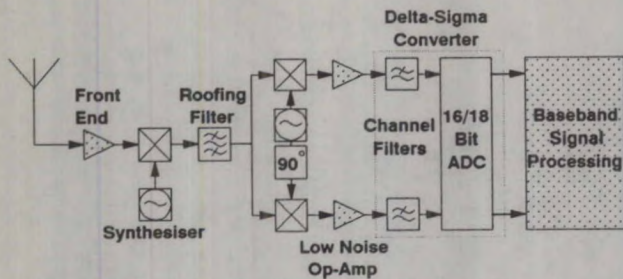 Delta-Sigma
Converter
Front
End
Roofing
Filter
Channel
Filters
16/18
Bit
ADC
Baseband
Signal
Processing
90°
Synthesiser
Low Noise
Op-Amp